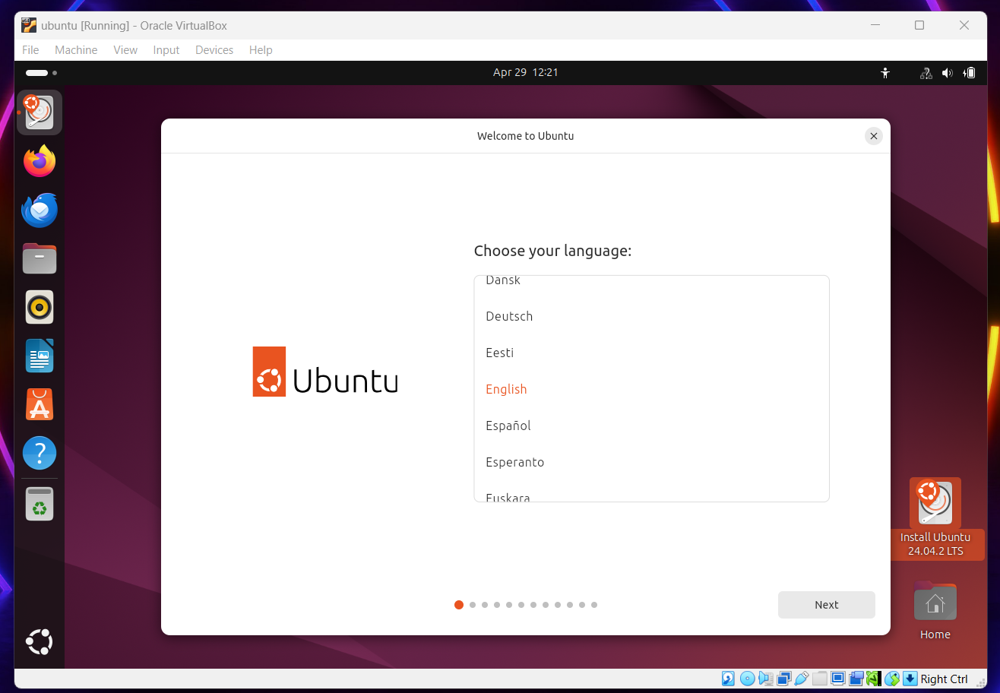 ubuntu [Running] - Oracle VirtualBox
File Machine View Input Devices Help
Apr 29 12:21
Welcome to Ubuntu
Choose your language:
Dansk
Deutsch
Eesti
English
Español
Esperanto
Euskara
Ubuntu
Install Ubuntu
24.04.2 LTS
Next
Home
Right Ctrl